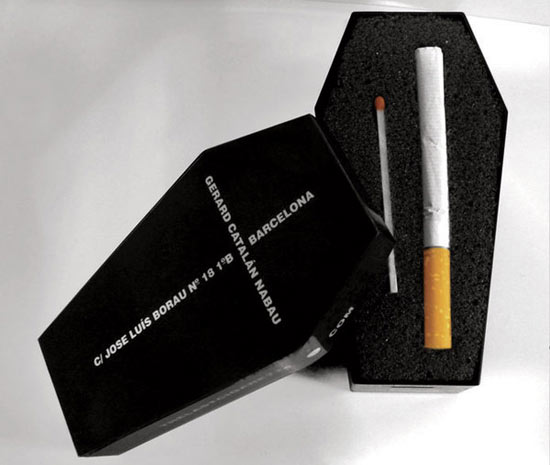 GERARD CATALÁN NABAU
C/ JOSE LUÍS BORAU Nº 18 1ºB BARCELONA
.COM